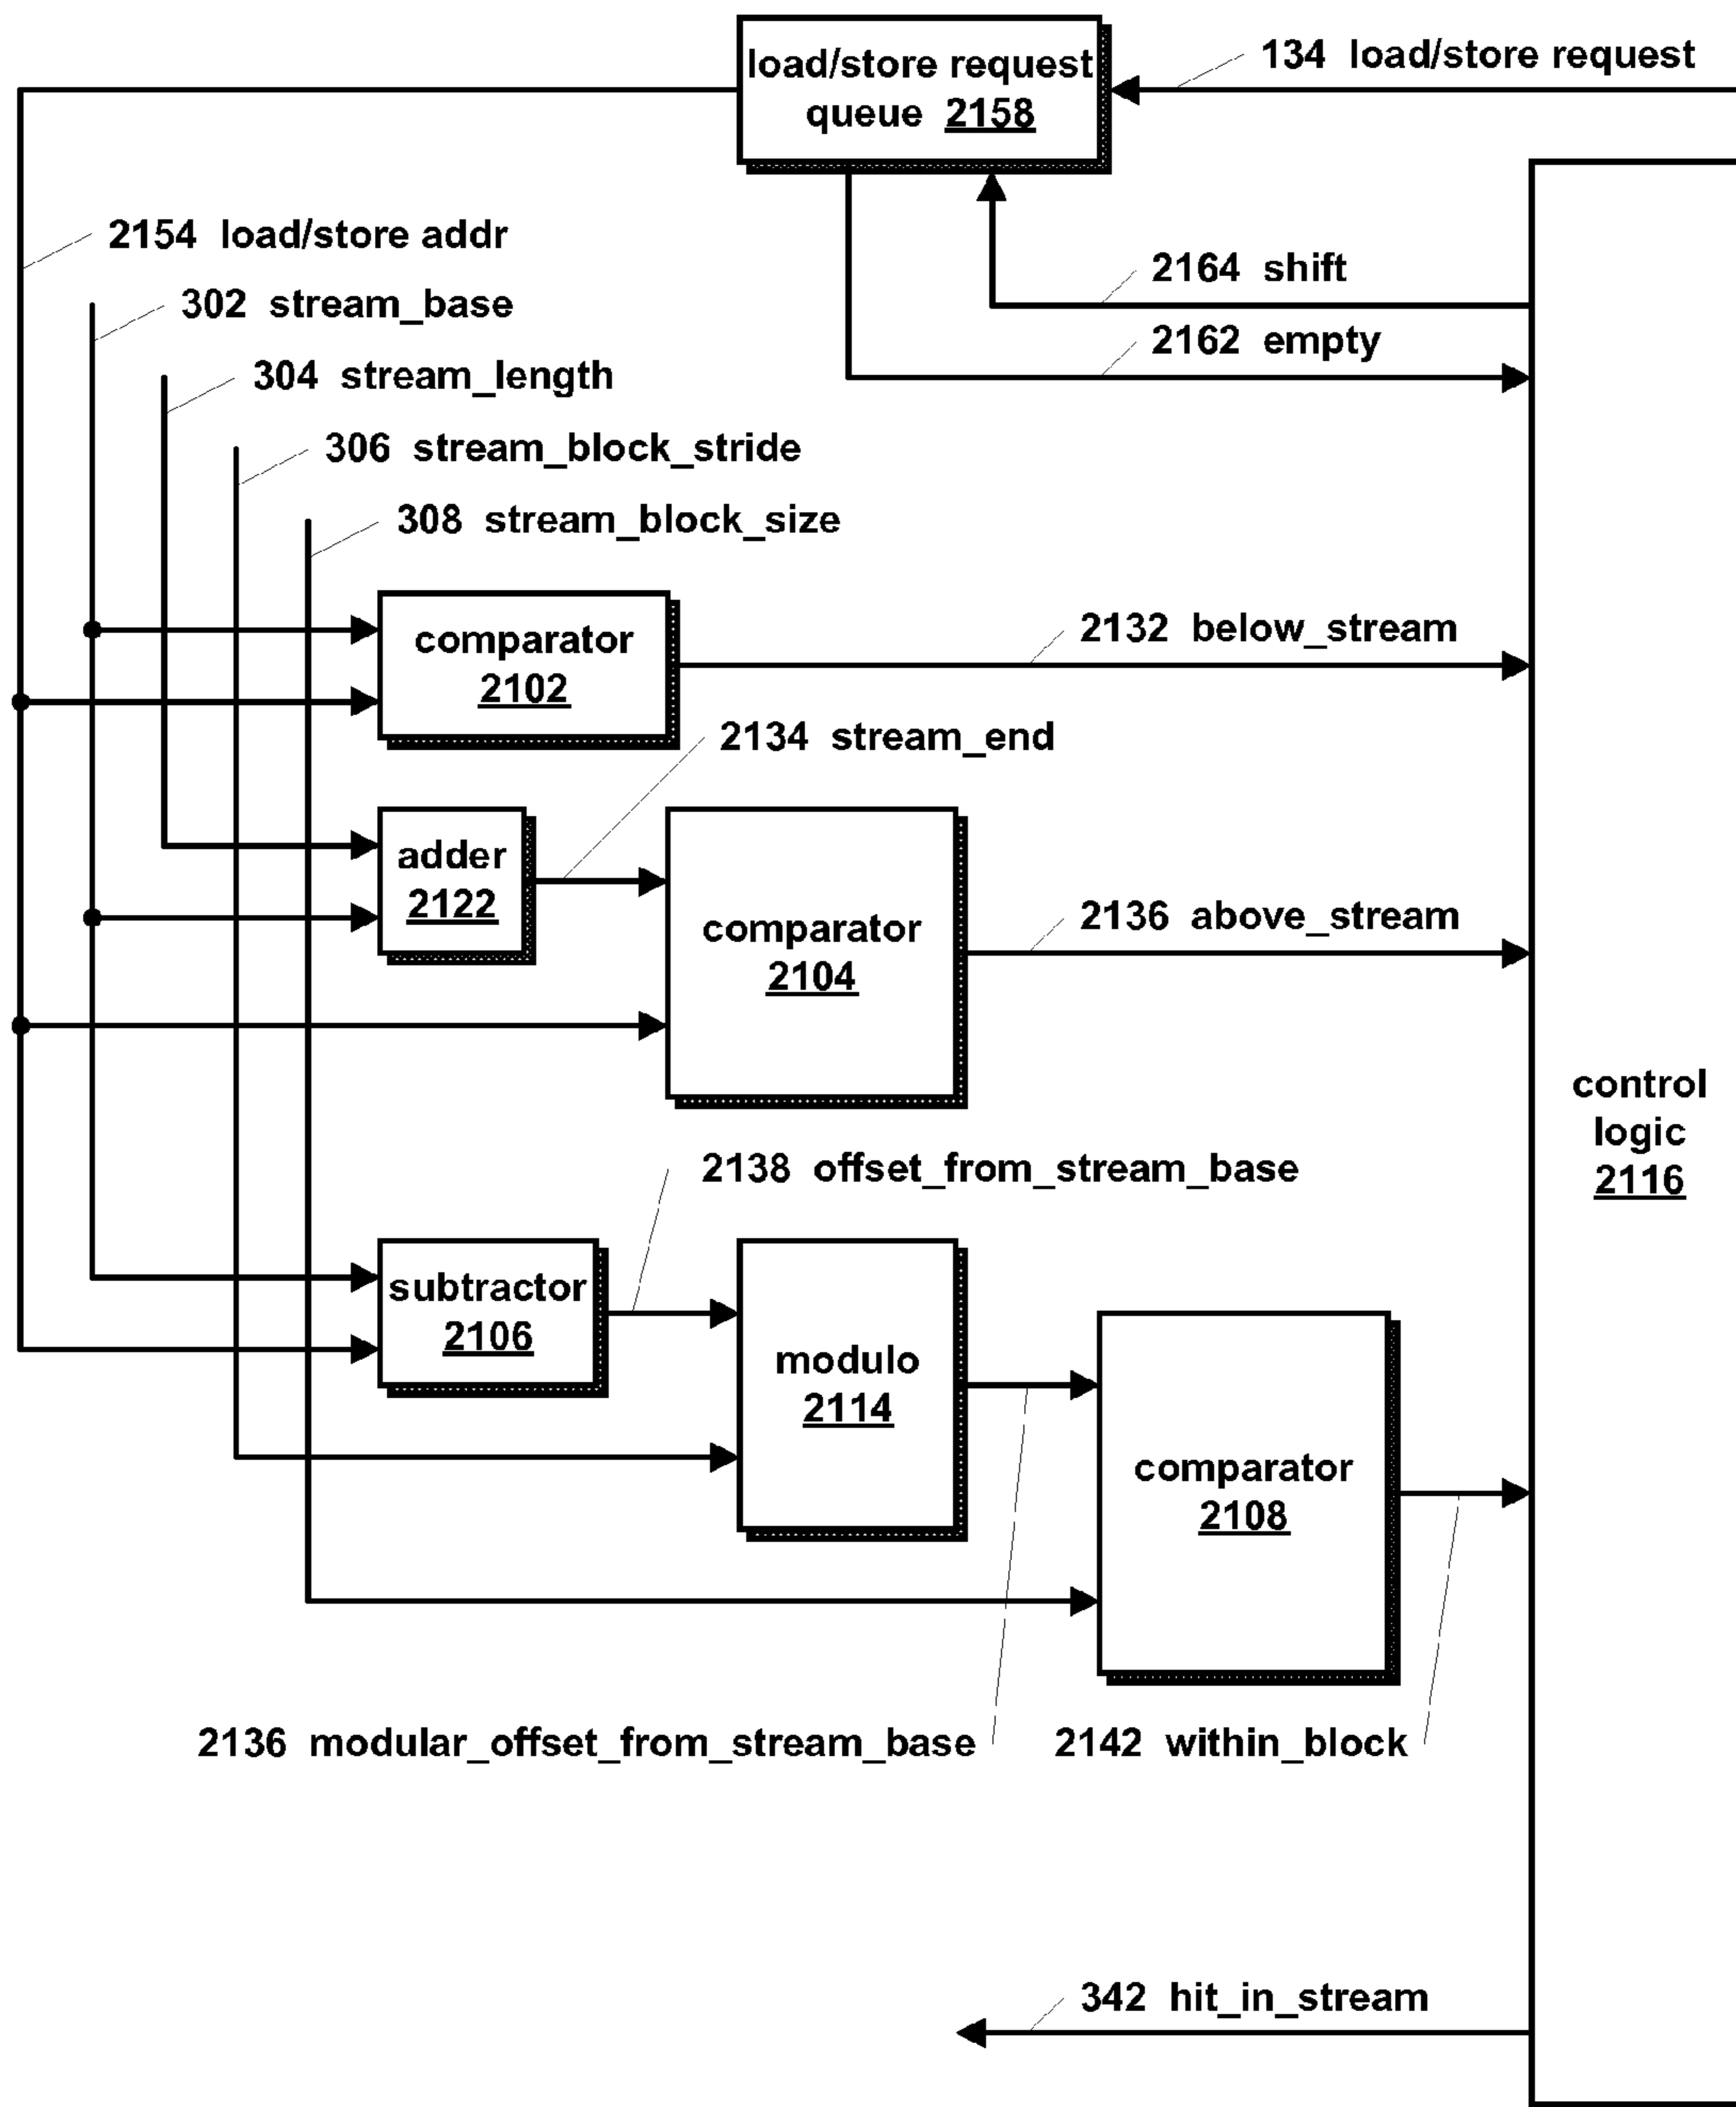 load/store request
queue 2158
134 load/store request
2154 load/store addr
302 stream_base
2164 shift
2162 empty
304 stream_length
306 stream_block_stride
308 stream_block_size
comparator
2102
2132 below_stream
2134 stream_end
adder
2122
comparator
2104
2136 above_stream
control
logic
2116
2138 offset_from_stream_base
subtractor
2106
modulo
2114
comparator
2108
2136 modular_offset_from_stream_base
2142 within_block
342 hit_in_stream